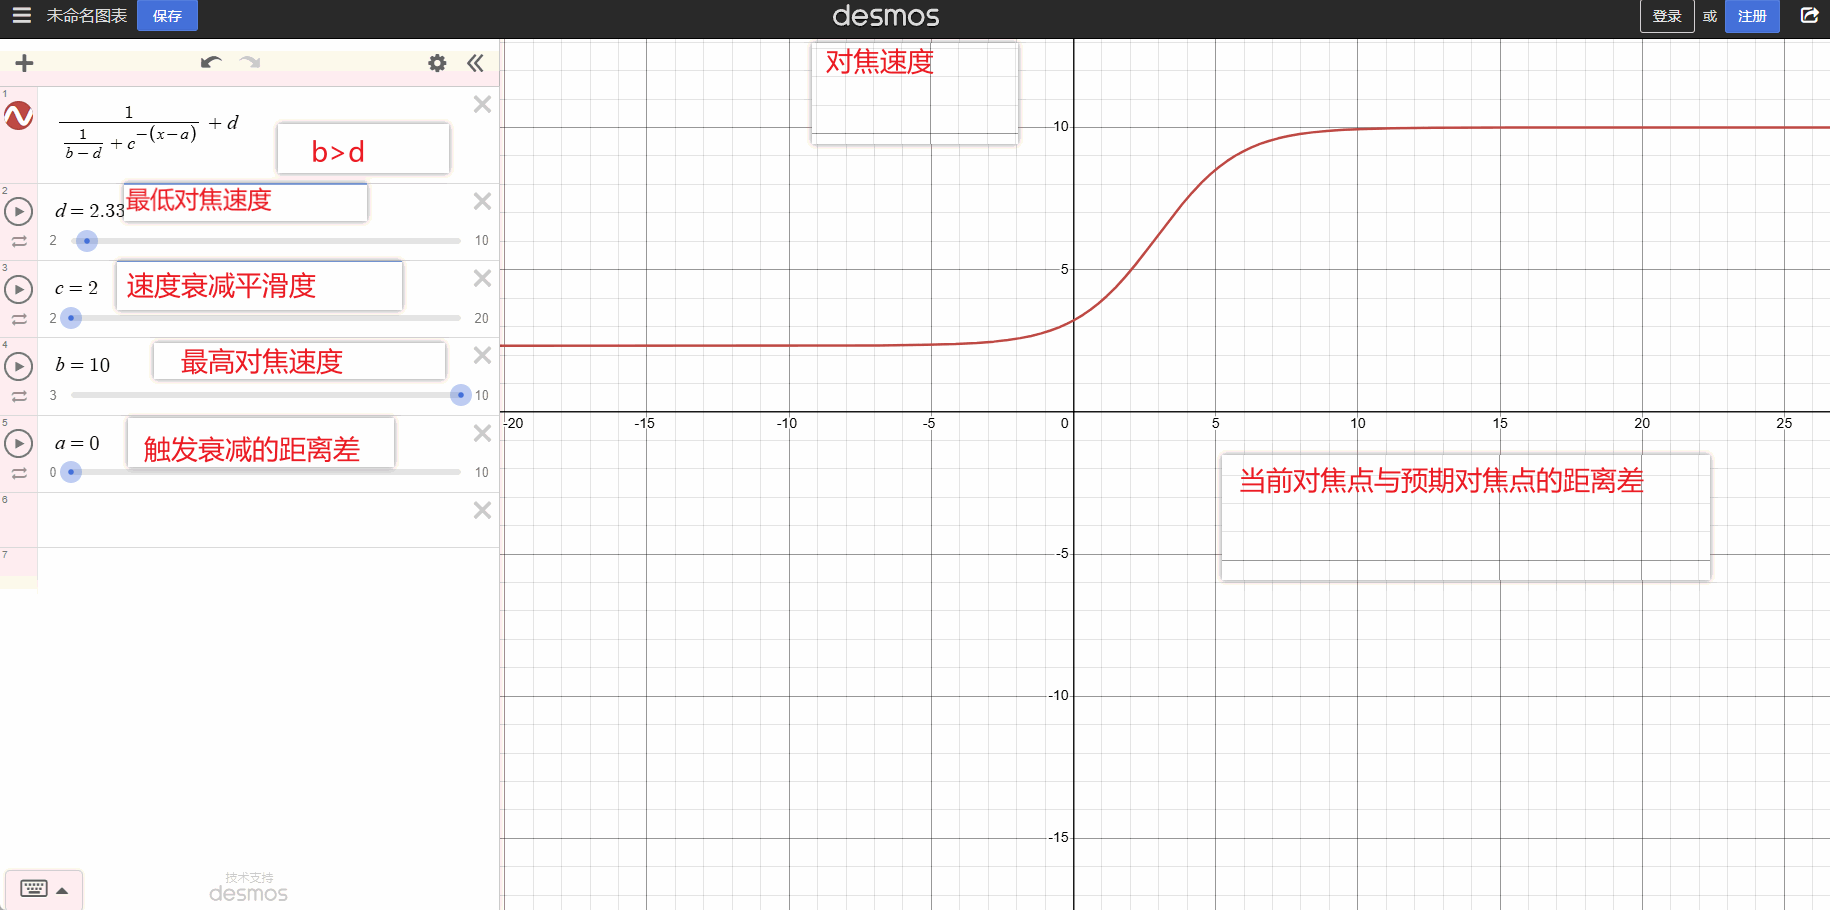 未命名图表
保存
desmos
登录 或 注册
1
1
1/(b-d) + c^-(x-a) + d
b>d
2
d = 2.33
最低对焦速度
2
10
3
c = 2
速度衰减平滑度
2
20
4
b = 10
最高对焦速度
3
10
5
a = 0
触发衰减的距离差
0
10
6
7
技术支持
desmos
对焦速度
10
5
-20 -15 -10 -5 0 5 10 15 20 25
当前对焦点与预期对焦点的距离差
-5
-10
-15